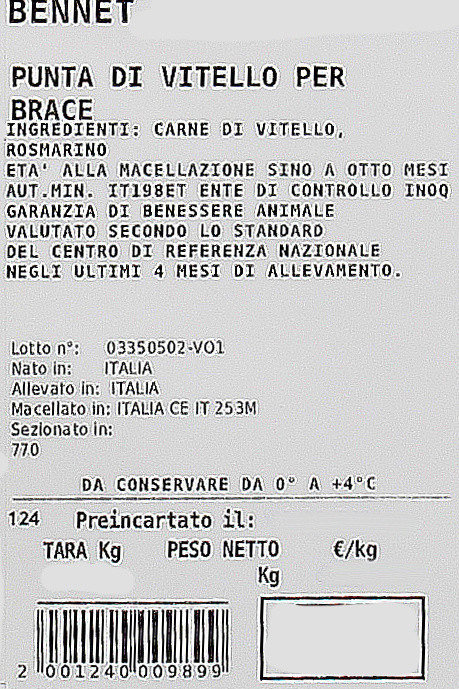 BENNET
PUNTA DI VITELLO PER
BRACE
INGREDIENTI: CARNE DI VITELLO,
ROSMARINO
ETA' ALLA MACELLAZIONE SINO A OTTO MESI
AUT.MIN. IT198ET ENTE DI CONTROLLO INOQ
GARANZIA DI BENESSERE ANIMALE
VALUTATO SECONDO LO STANDARD
DEL CENTRO DI REFERENZA NAZIONALE
NEGLI ULTIMI 4 MESI DI ALLEVAMENTO.
Lotto n°: 03350502-VO1
Nato in: ITALIA
Allevato in: ITALIA
Macellato in: ITALIA CE IT 253M
Sezionato in:
770
DA CONSERVARE DA 0° A +4°C
124 Preincartato il:
TARA Kg PESO NETTO €/kg
Kg
2 001240 009899